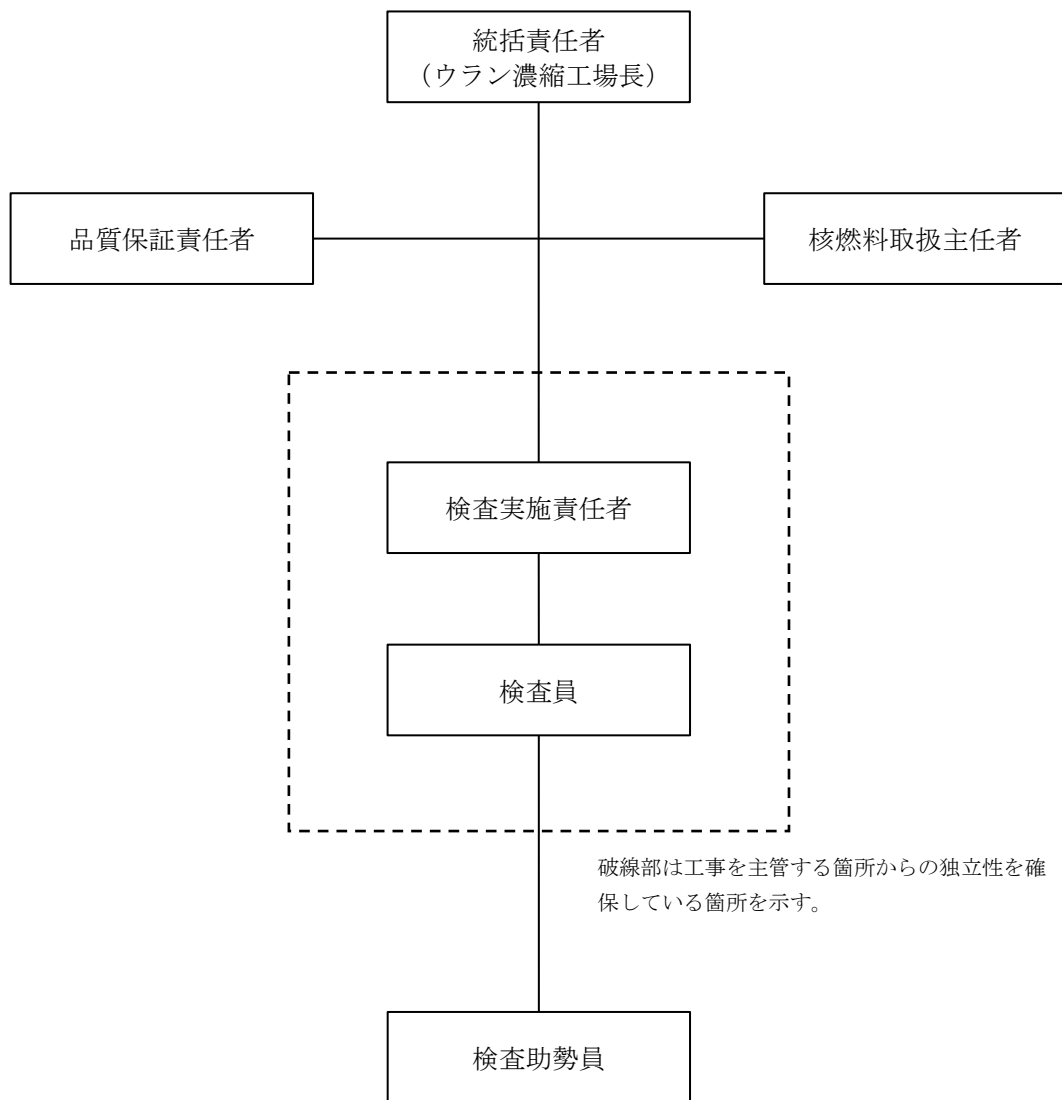 統括責任者
（ウラン濃縮工場長）
品質保証責任者
核燃料取扱主任者
検査実施責任者
検査員
破線部は工事を主管する箇所からの独立性を確
保している箇所を示す。
検査助勢員